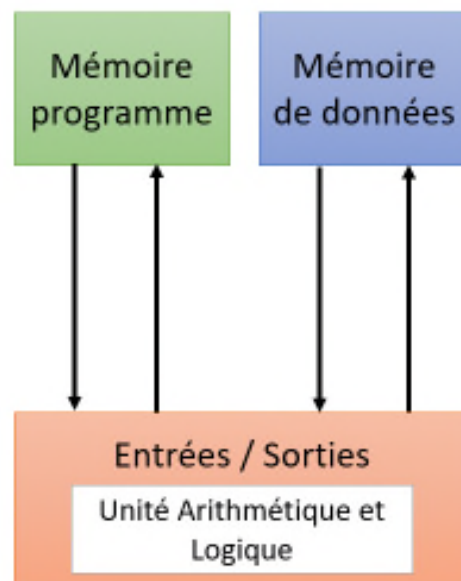 Mémoire
programme
Mémoire
de données
Entrées / Sorties
Unité Arithmétique et
Logique